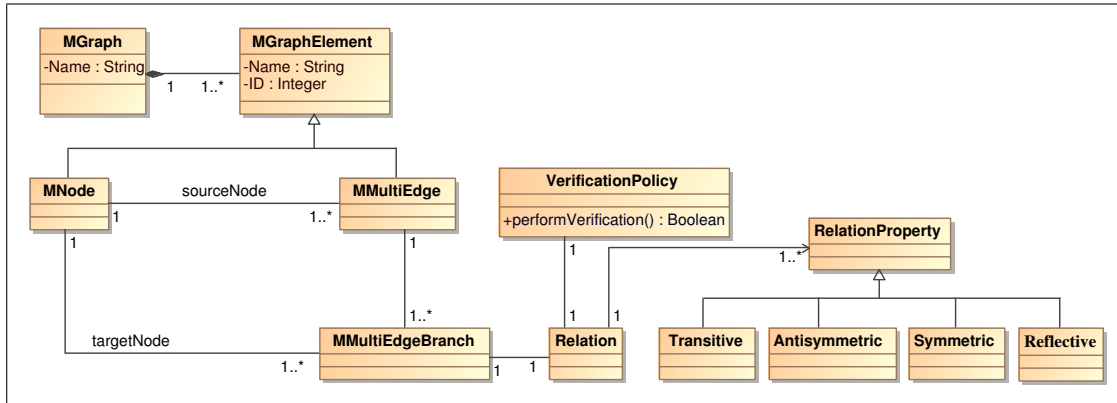 MGraph
-Name : String
1
1..*
MGraphElement
-Name : String
-ID : Integer
MNode
1
sourceNode
1..*
MMultiEdge
1
1
VerificationPolicy
+performVerification() : Boolean
1
RelationProperty
1..*
targetNode
1..*
1..*
MMultiEdgeBranch
1
1
1
Relation
1
Transitive
Antisymmetric
Symmetric
Reflective